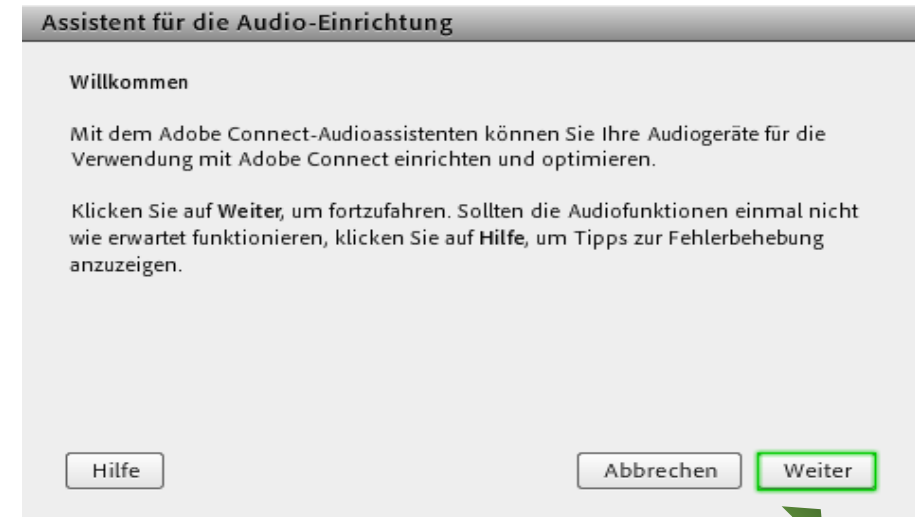 Assistent für die Audio-Einrichtung
Willkommen
Mit dem Adobe Connect-Audioassistenten können Sie Ihre Audiogeräte für die
Verwendung mit Adobe Connect einrichten und optimieren.
Klicken Sie auf Weiter, um fortzufahren. Sollten die Audiofunktionen einmal nicht
wie erwartet funktionieren, klicken Sie auf Hilfe, um Tipps zur Fehlerbehebung
anzuzeigen.
Hilfe Abbrechen Weiter